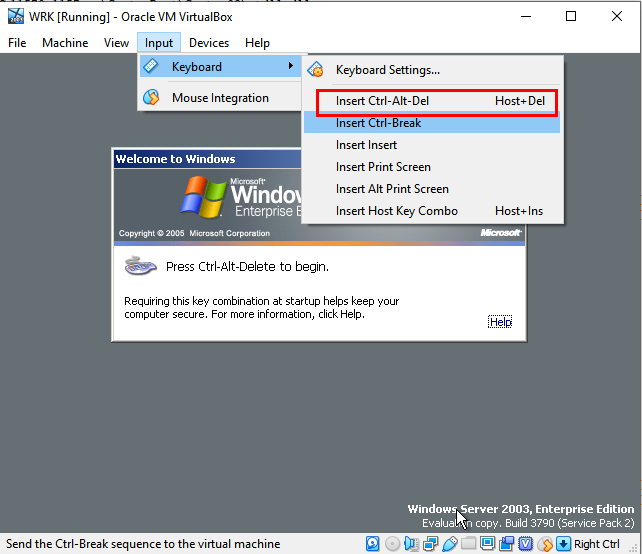 WRK [Running] - Oracle VM VirtualBox
File Machine View Input Devices Help
Keyboard
Mouse Integration
Keyboard Settings...
Insert Ctrl-Alt-Del Host+Del
Insert Ctrl-Break
Insert Insert
Insert Print Screen
Insert Alt Print Screen
Insert Host Key Combo Host+Ins
Welcome to Windows
Microsoft
Enterprise
Copyright © 2005 Microsoft Corporation
Microsoft
Press Ctrl-Alt-Delete to begin.
Requiring this key combination at startup helps keep your
computer secure. For more information, click Help.
Help
Windows Server 2003, Enterprise Edition
Evaluation copy. Build 3790 (Service Pack 2)
Send the Ctrl-Break sequence to the virtual machine
Right Ctrl